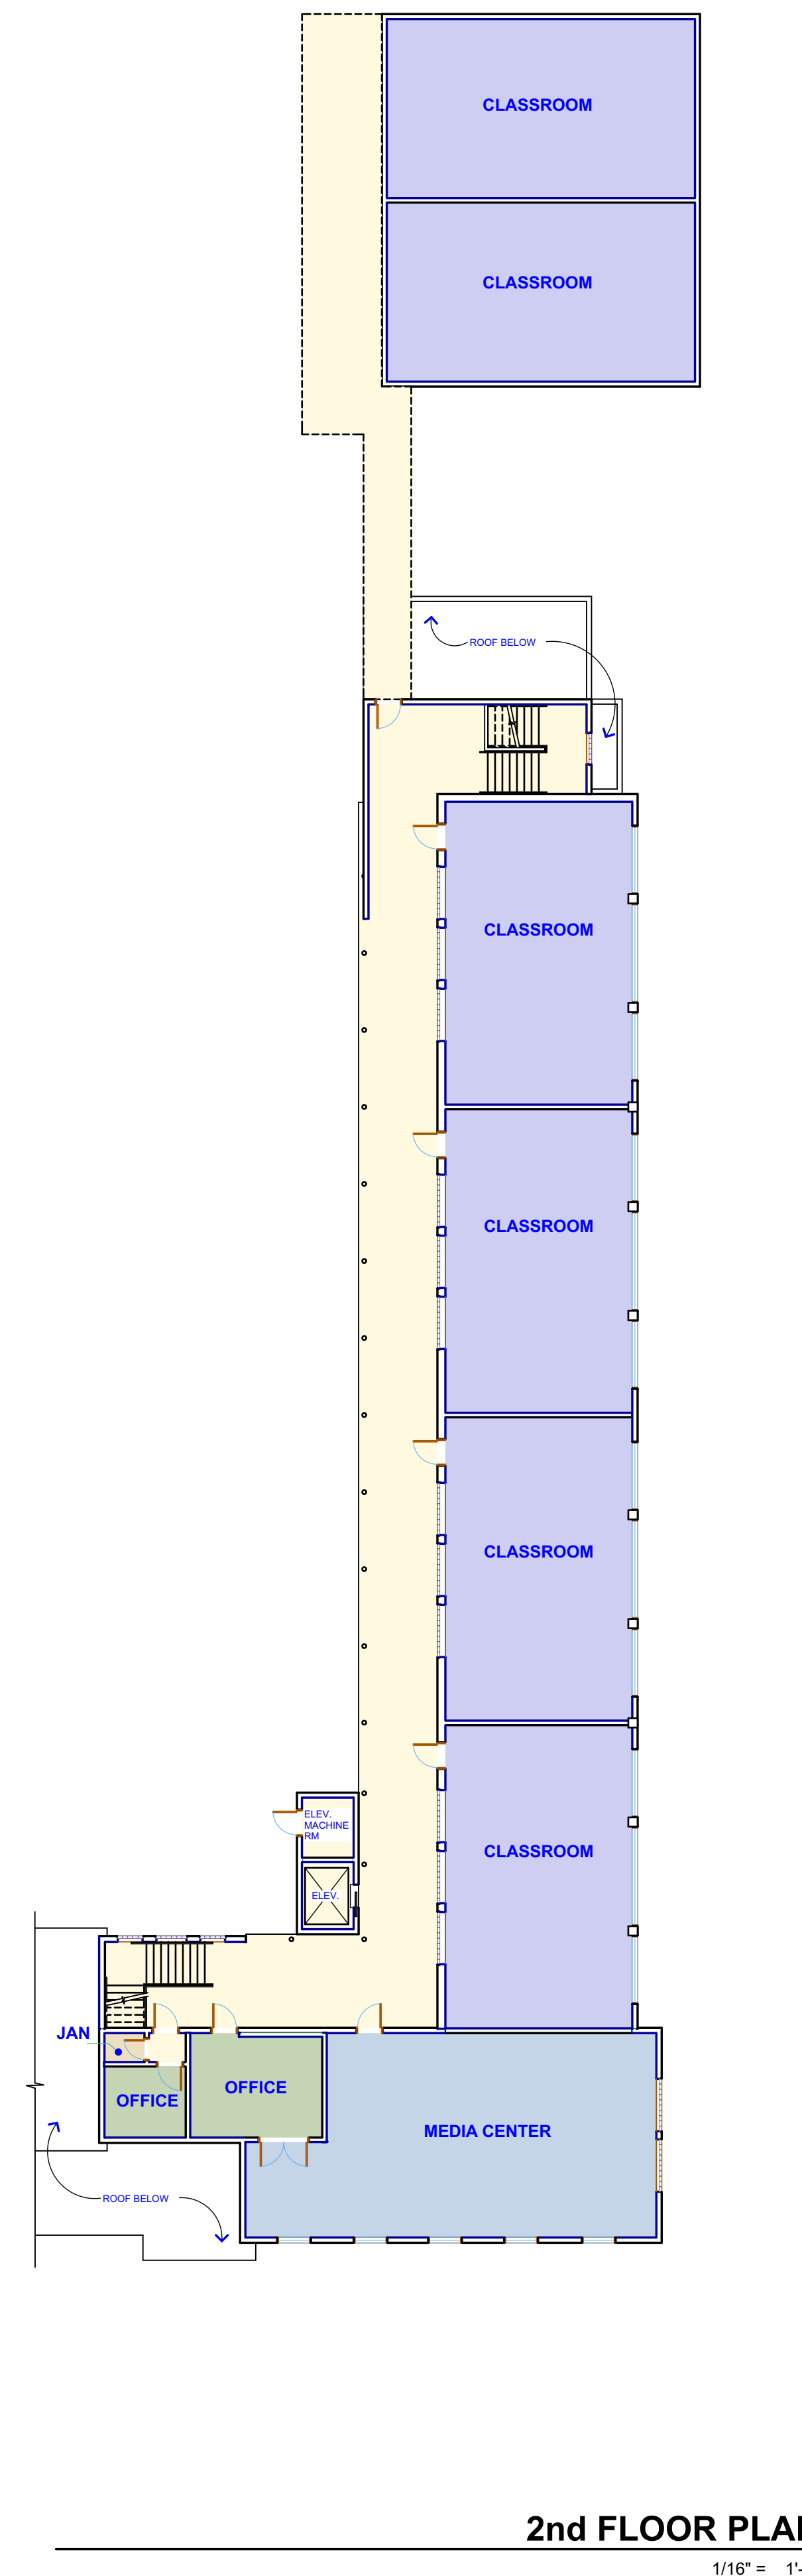 CLASSROOM
CLASSROOM
ROOF BELOW
CLASSROOM
CLASSROOM
CLASSROOM
ELEV.
MACHINE
RM
CLASSROOM
ELEV.
JAN
OFFICE
OFFICE
MEDIA CENTER
ROOF BELOW
2nd FLOOR PLA
1/16" = 1'-